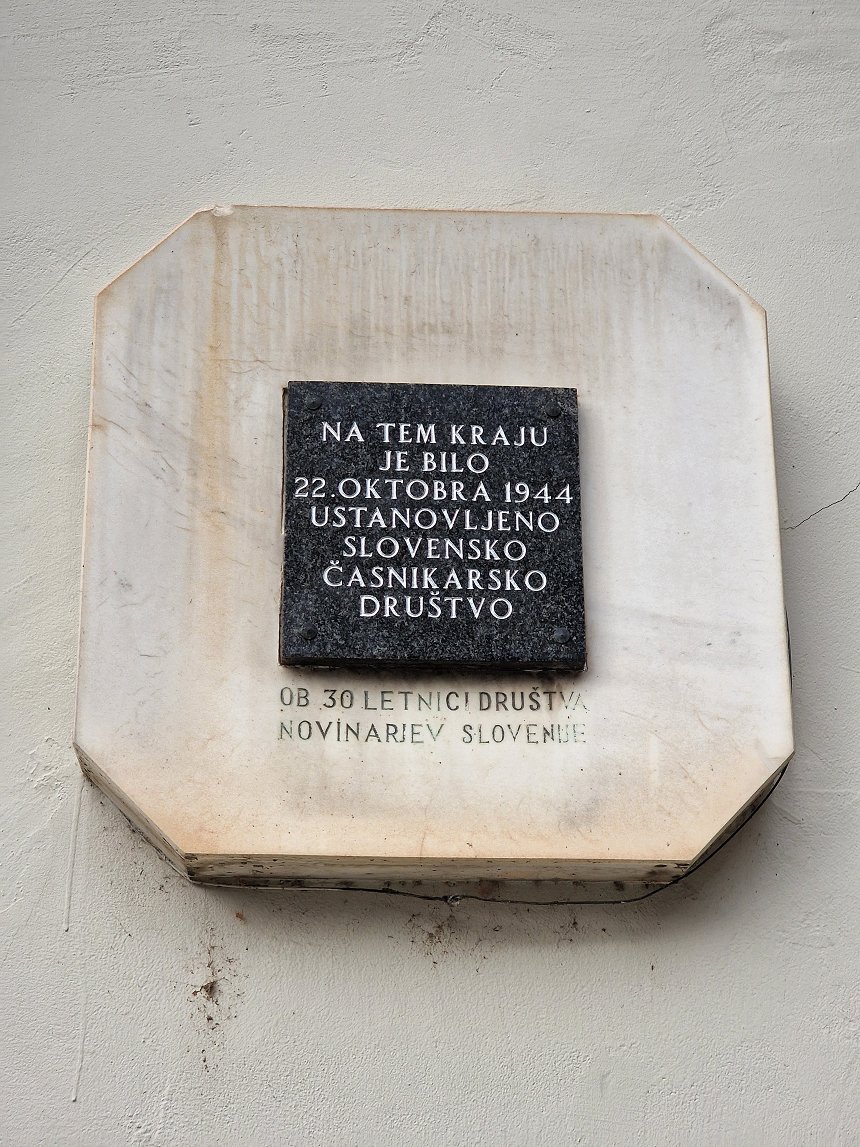 NA TEM KRAJU
JE BILO
22. OKTOBRA 1944
USTANOVLJENO
SLOVENSKO
ČASNIKARSKO
DRUŠTVO
OB 30 LETNICI DRUŠTVA
NOVINARJEV SLOVENIJE